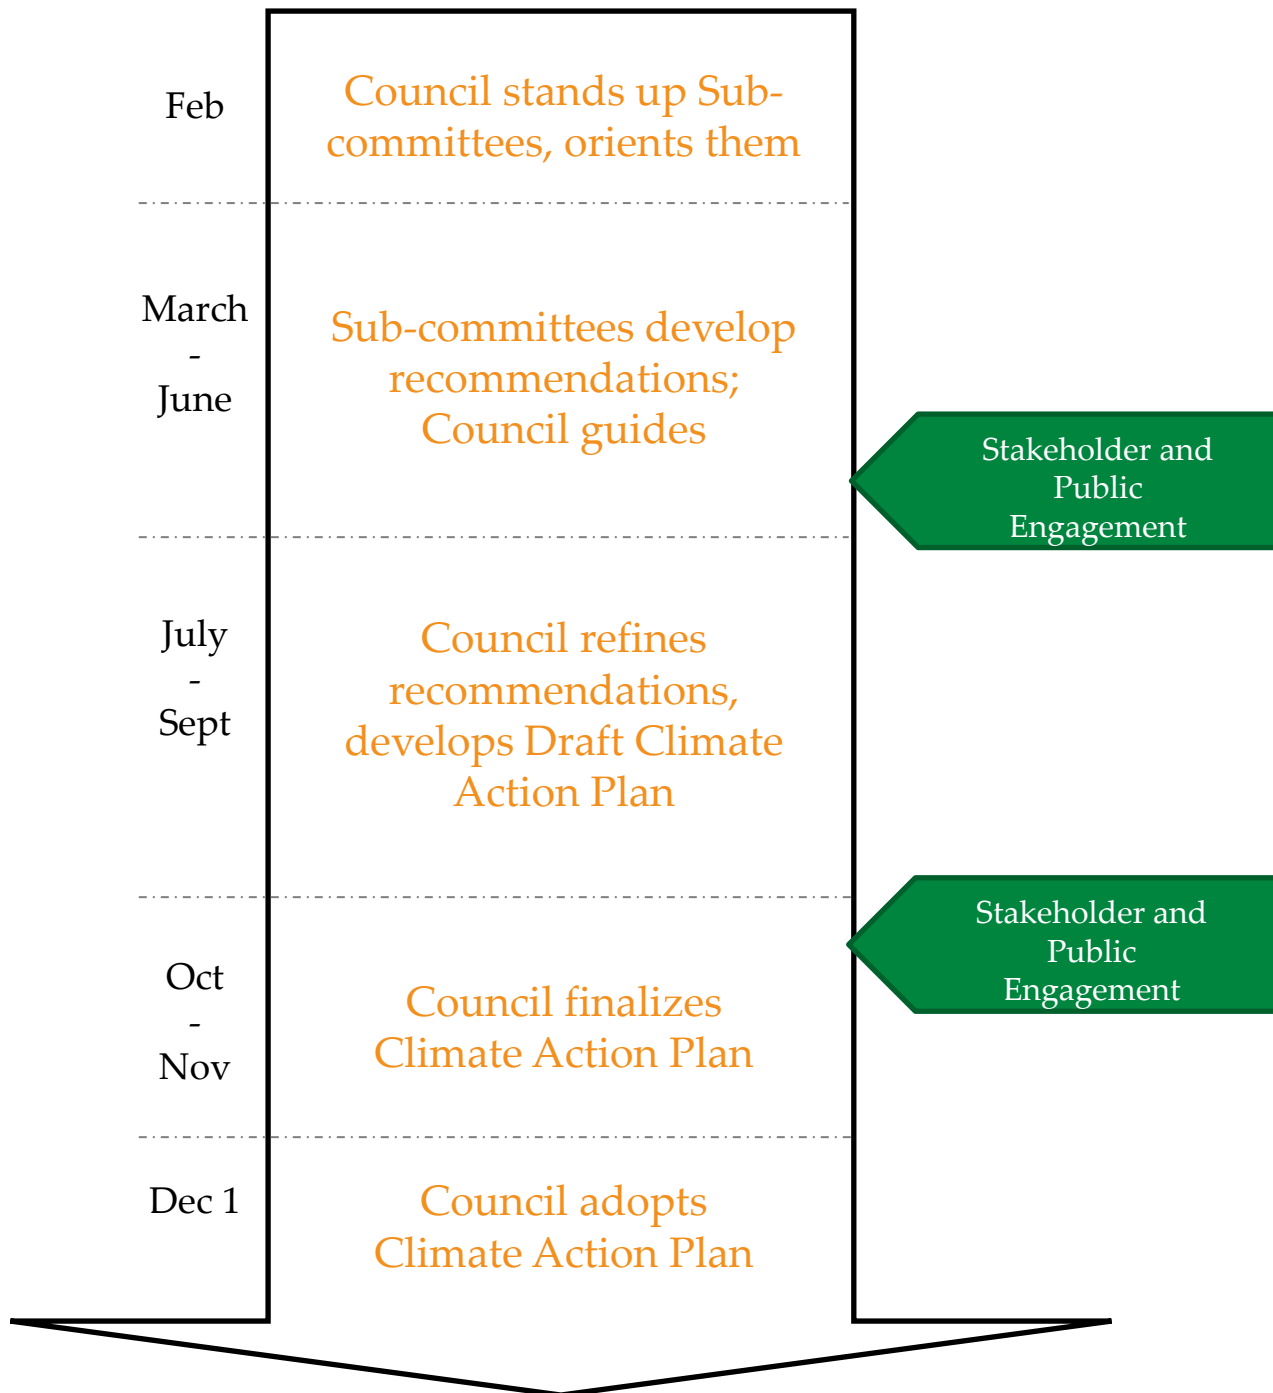 Feb
Council stands up Sub-
committees, orients them
March
-
June
Sub-committees develop
recommendations;
Council guides
Stakeholder and
Public
Engagement
July
-
Sept
Council refines
recommendations,
develops Draft Climate
Action Plan
Stakeholder and
Public
Engagement
Oct
-
Nov
Council finalizes
Climate Action Plan
Dec 1
Council adopts
Climate Action Plan